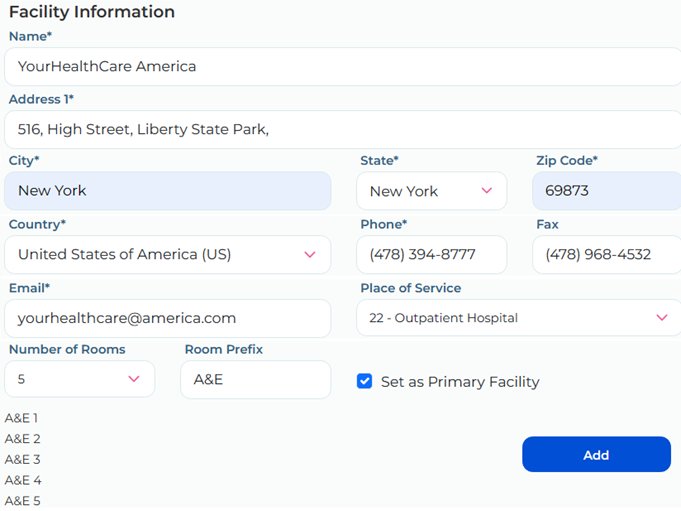 Facility Information
Name*
YourHealthCare America
Address 1*
516, High Street, Liberty State Park,
City* State* Zip Code*
New York New York 69873
Country* Phone* Fax
United States of America (US) (478) 394-8777 (478) 968-4532
Email* Place of Service
yourhealthcare@america.com 22 - Outpatient Hospital
Number of Rooms Room Prefix
5 A&E Set as Primary Facility
A&E 1
A&E 2
A&E 3
Add
A&E 4
A&E 5